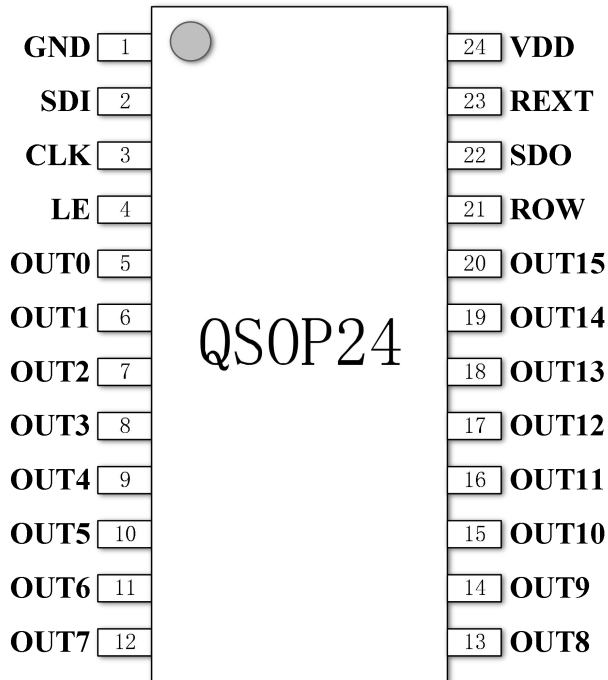 GND 1 24 VDD
SDI 2 23 REXT
CLK 3 22 SDO
LE 4 21 ROW
OUT0 5 20 OUT15
OUT1 6 19 OUT14
QSOP24
OUT2 7 18 OUT13
OUT3 8 17 OUT12
OUT4 9 16 OUT11
OUT5 10 15 OUT10
OUT6 11 14 OUT9
OUT7 12 13 OUT8